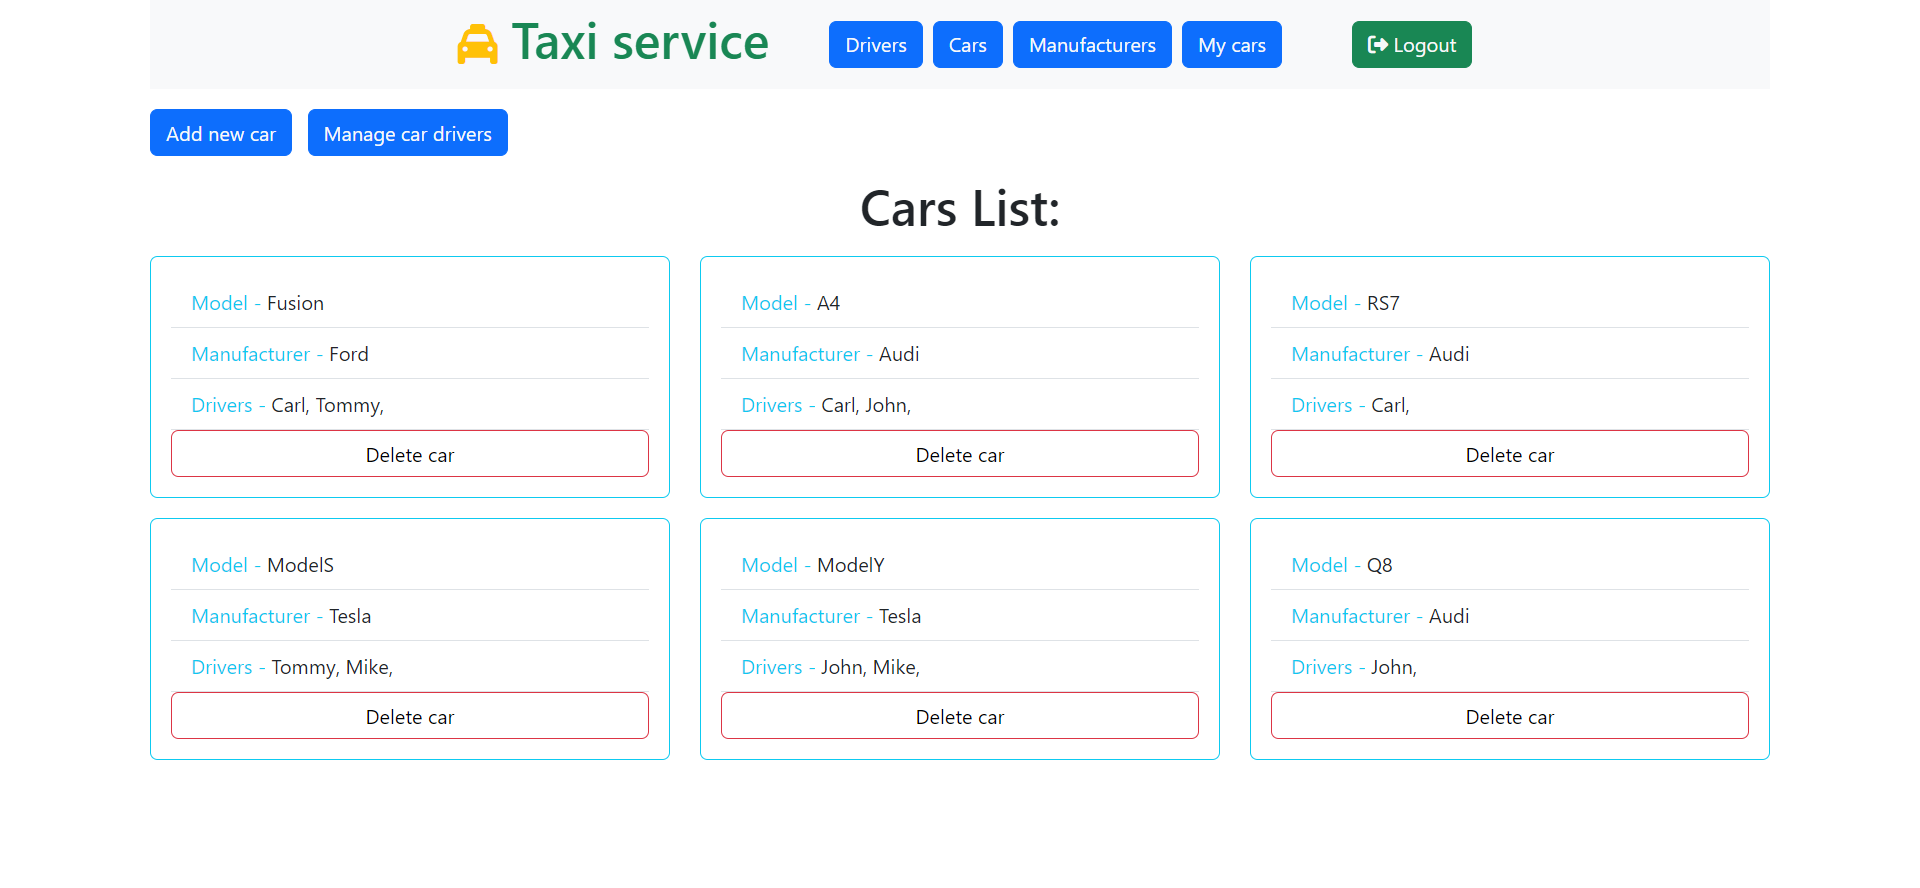 Taxi service
Drivers
Cars
Manufacturers
My cars
Logout
Add new car
Manage car drivers
Cars List:
Model - Fusion
Manufacturer - Ford
Drivers - Carl, Tommy,
Delete car
Model - A4
Manufacturer - Audi
Drivers - Carl, John,
Delete car
Model - RS7
Manufacturer - Audi
Drivers - Carl,
Delete car
Model - ModelS
Manufacturer - Tesla
Drivers - Tommy, Mike,
Delete car
Model - ModelY
Manufacturer - Tesla
Drivers - John, Mike,
Delete car
Model - Q8
Manufacturer - Audi
Drivers - John,
Delete car